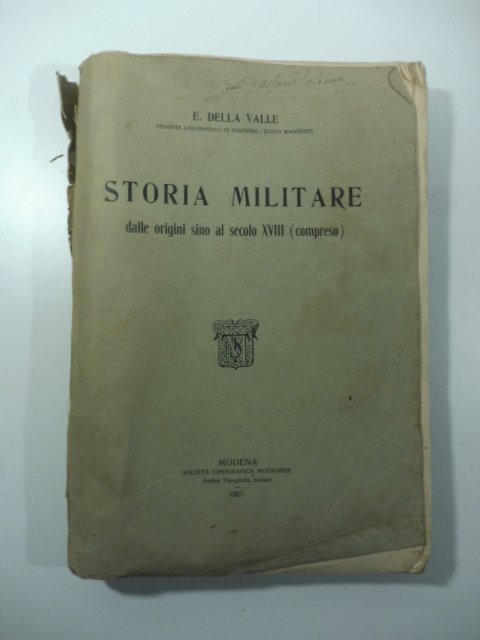 E. DELLA VALLE
TENENTE COLONNELLO DI FANTERIA - STATO MAGGIORE
STORIA MILITARE
dalle origini sino al secolo XVIII (compreso)
MODENA
SOCIETÀ TIPOGRAFICA MODENESE
Antica Tipografia Soliani
1927